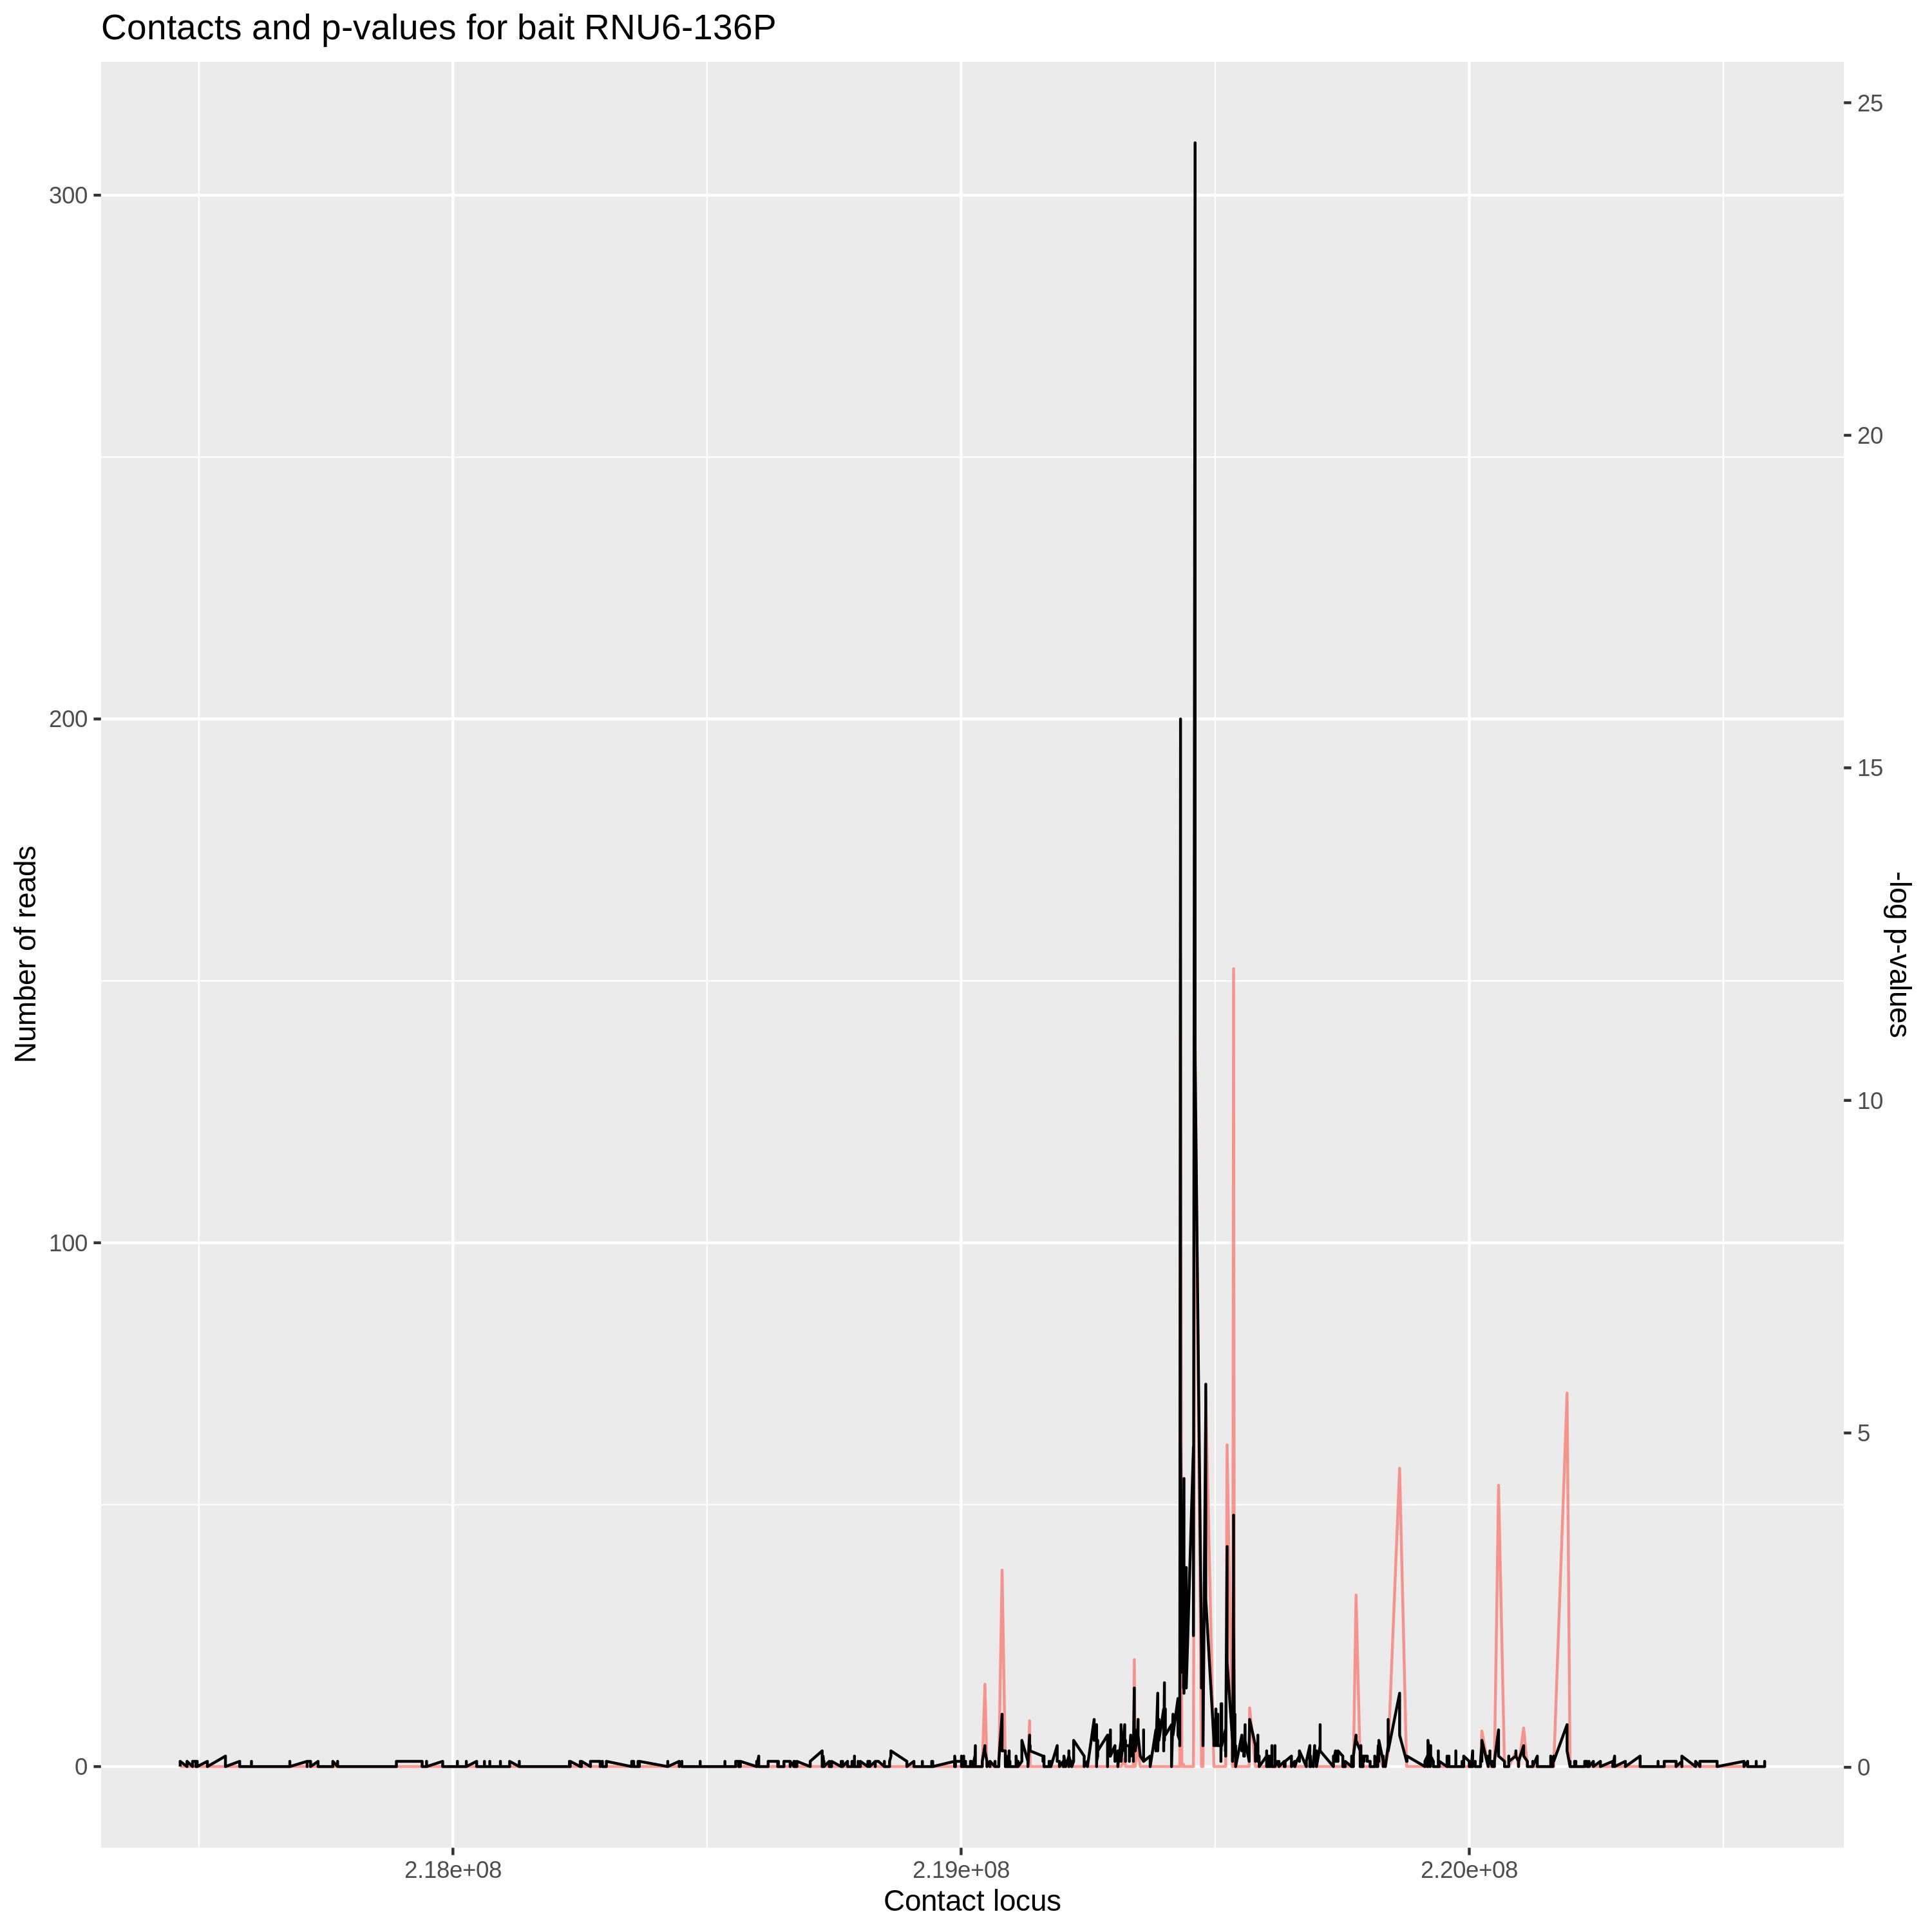 Contacts and p-values for bait RNU6-136P
Number of reads
300
200
100
0
25
20
15
10
5
0
-log p-values
2.18e+08
2.19e+08
2.20e+08
Contact locus